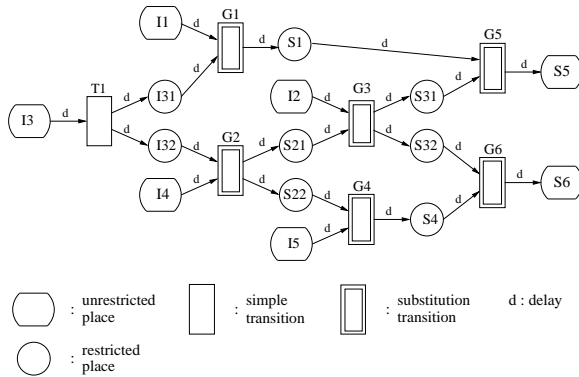 I1
d
G1
d
S1
d
G5
d
S5
T1
d
I31
d
I3
d
d
I32
d
G2
I2
d
G3
d
S31
d
d
S21
d
d
S32
d
G6
d
S6
I4
d
d
S22
d
G4
d
S4
d
I5
d
: unrestricted
place
: simple
transition
: substitution
transition
d : delay
: restricted
place